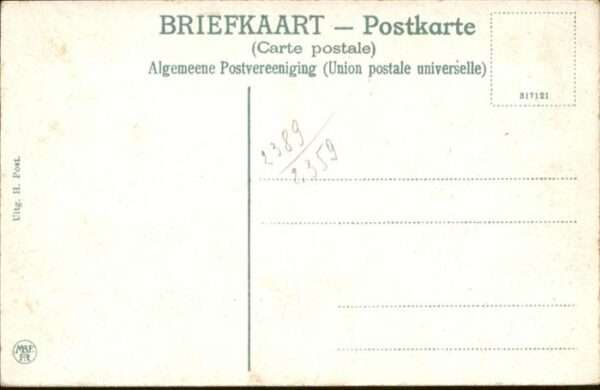 BRIEFKAART — Postkarte
(Carte postale)
Algemeene Postvereeniging (Union postale universelle)
317121
2389
2359
Uitg. H. Post.